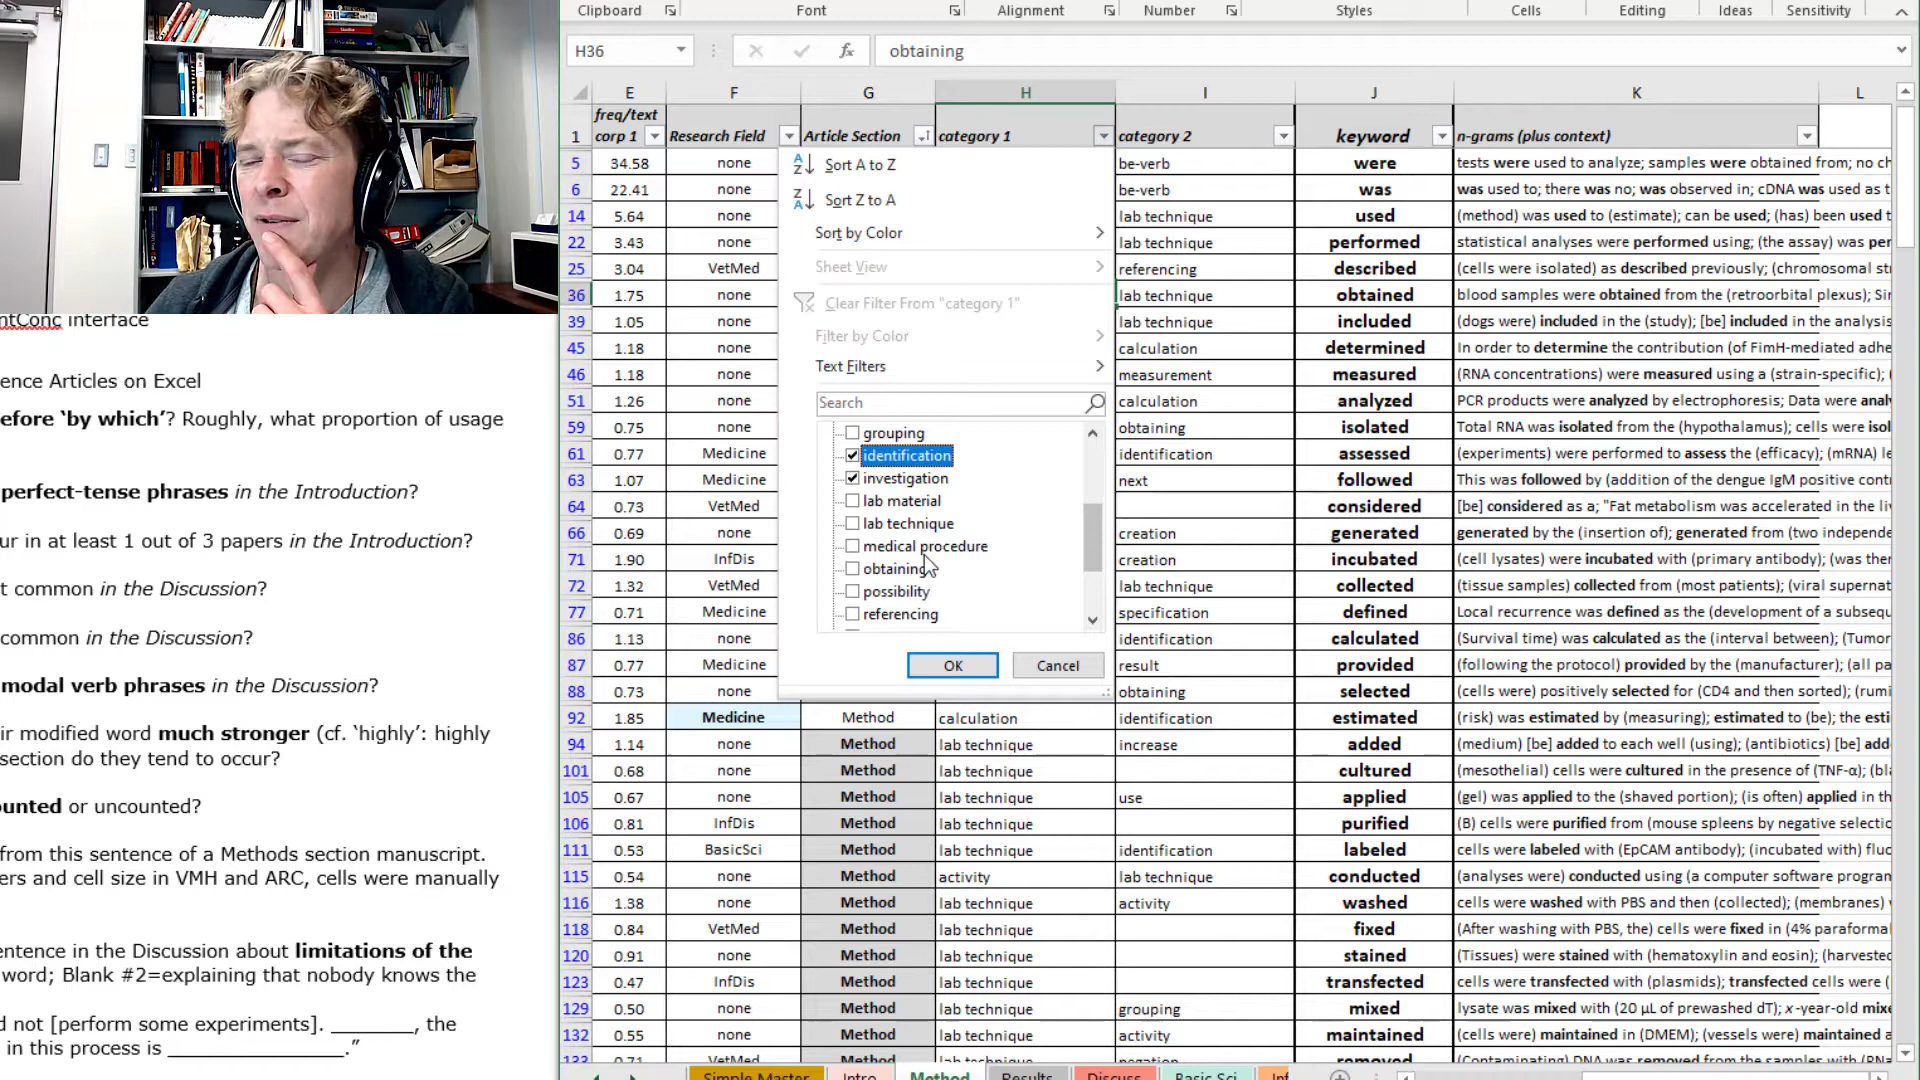 Clipboard Font Alignment Number Styles Cells Editing Ideas Sensitivity
H36 fx obtaining
E F G H I J K L
freq/text
1 corp 1 Research Field Article Section category 1 category 2 keyword n-grams (plus context)
5 34.58 none be-verb were tests were used to analyze; samples were obtained from; no ch
6 22.41 none be-verb was was used to; there was no; was observed in; cDNA was used as t
14 5.64 none lab technique used (method) was used to (estimate); can be used; (has) been used t
22 3.43 none lab technique performed statistical analyses were performed using; (the assay) was per
25 3.04 VetMed referencing described (cells were isolated) as described previously; (chromosomal str
36 1.75 none lab technique obtained blood samples were obtained from the (retroorbital plexus); Sir
39 1.05 none lab technique included (dogs were) included in the (study); [be] included in the analysis
45 1.18 none calculation determined In order to determine the contribution (of FimH-mediated adhe
46 1.18 none measurement measured (RNA concentrations) were measured using a (strain-specific); (
51 1.26 none calculation analyzed PCR products were analyzed by electrophoresis; Data were analy
59 0.75 none obtaining isolated Total RNA was isolated from the (hypothalamus); cells were isol
61 0.77 Medicine identification assessed (experiments) were performed to assess the (efficacy); (mRNA) le
63 1.07 Medicine next followed This was followed by (addition of the dengue IgM positive contr
64 0.73 VetMed considered [be] considered as a; "Fat metabolism was accelerated in the liv
66 0.69 none creation generated generated by the (insertion of); generated from (two independe
71 1.90 InfDis creation incubated (cell lysates) were incubated with (primary antibody); (was then
72 1.32 VetMed lab technique collected (tissue samples) collected from (most patients); (viral supernat
77 0.71 Medicine specification defined Local recurrence was defined as the (development of a subsequ
86 1.13 none identification calculated (Survival time) was calculated as the (interval between); (Tumor
87 0.77 Medicine result provided (following the protocol) provided by the (manufacturer); (all pa
88 0.73 none obtaining selected (cells were) positively selected for (CD4 and then sorted); (rumi
92 1.85 Medicine Method calculation identification estimated (risk) was estimated by (measuring); estimated to (be); the esti
94 1.14 none Method lab technique increase added (medium) [be] added to each well (using); (antibiotics) [be] add
101 0.68 none Method lab technique cultured (mesothelial) cells were cultured in the presence of (TNF-α); (bla
105 0.67 none Method lab technique use applied (gel) was applied to the (shaved portion); (is often) applied in th
106 0.81 InfDis Method lab technique purified (B) cells were purified from (mouse spleens by negative selectio
111 0.53 BasicSci Method lab technique identification labeled cells were labeled with (EpCAM antibody); (incubated with) fluo
115 0.54 none Method activity lab technique conducted (analyses were) conducted using (a computer software program
116 1.38 none Method lab technique activity washed cells were washed with PBS and then (collected); (membranes) v
118 0.84 VetMed Method lab technique fixed (After washing with PBS, the) cells were fixed in (4% paraformal
120 0.91 none Method lab technique stained (Tissues) were stained with (hematoxylin and eosin); (harvested
123 0.47 InfDis Method lab technique transfected (cells were) transfected with (plasmids); transfected cells were (
129 0.50 none Method lab technique grouping mixed lysate was mixed with (20 µL of prewashed dT); x-year-old mixe
132 0.55 none Method lab technique activity maintained (cells were) maintained in (DMEM); (vessels were) maintained a
133 0.71 VetMed Method lab technique negation removed (Contaminating) DNA was removed from the samples with (RNa
Sort A to Z
Sort Z to A
Sort by Color
Sheet View
Clear Filter From "category 1"
Filter by Color
Text Filters
Search
grouping
identification
investigation
lab material
lab technique
medical procedure
obtaining
possibility
referencing
OK Cancel
Simple Master Intro Method Results Discuss Basic Sci Inf
ntConc interface
ence Articles on Excel
efore ‘by which’? Roughly, what proportion of usage
perfect-tense phrases in the Introduction?
ur in at least 1 out of 3 papers in the Introduction?
t common in the Discussion?
common in the Discussion?
modal verb phrases in the Discussion?
ir modified word much stronger (cf. ‘highly’: highly
section do they tend to occur?
ounted or uncounted?
from this sentence of a Methods section manuscript.
ers and cell size in VMH and ARC, cells were manually
entence in the Discussion about limitations of the
word; Blank #2=explaining that nobody knows the
d not [perform some experiments]. _______, the
in this process is _______________.”